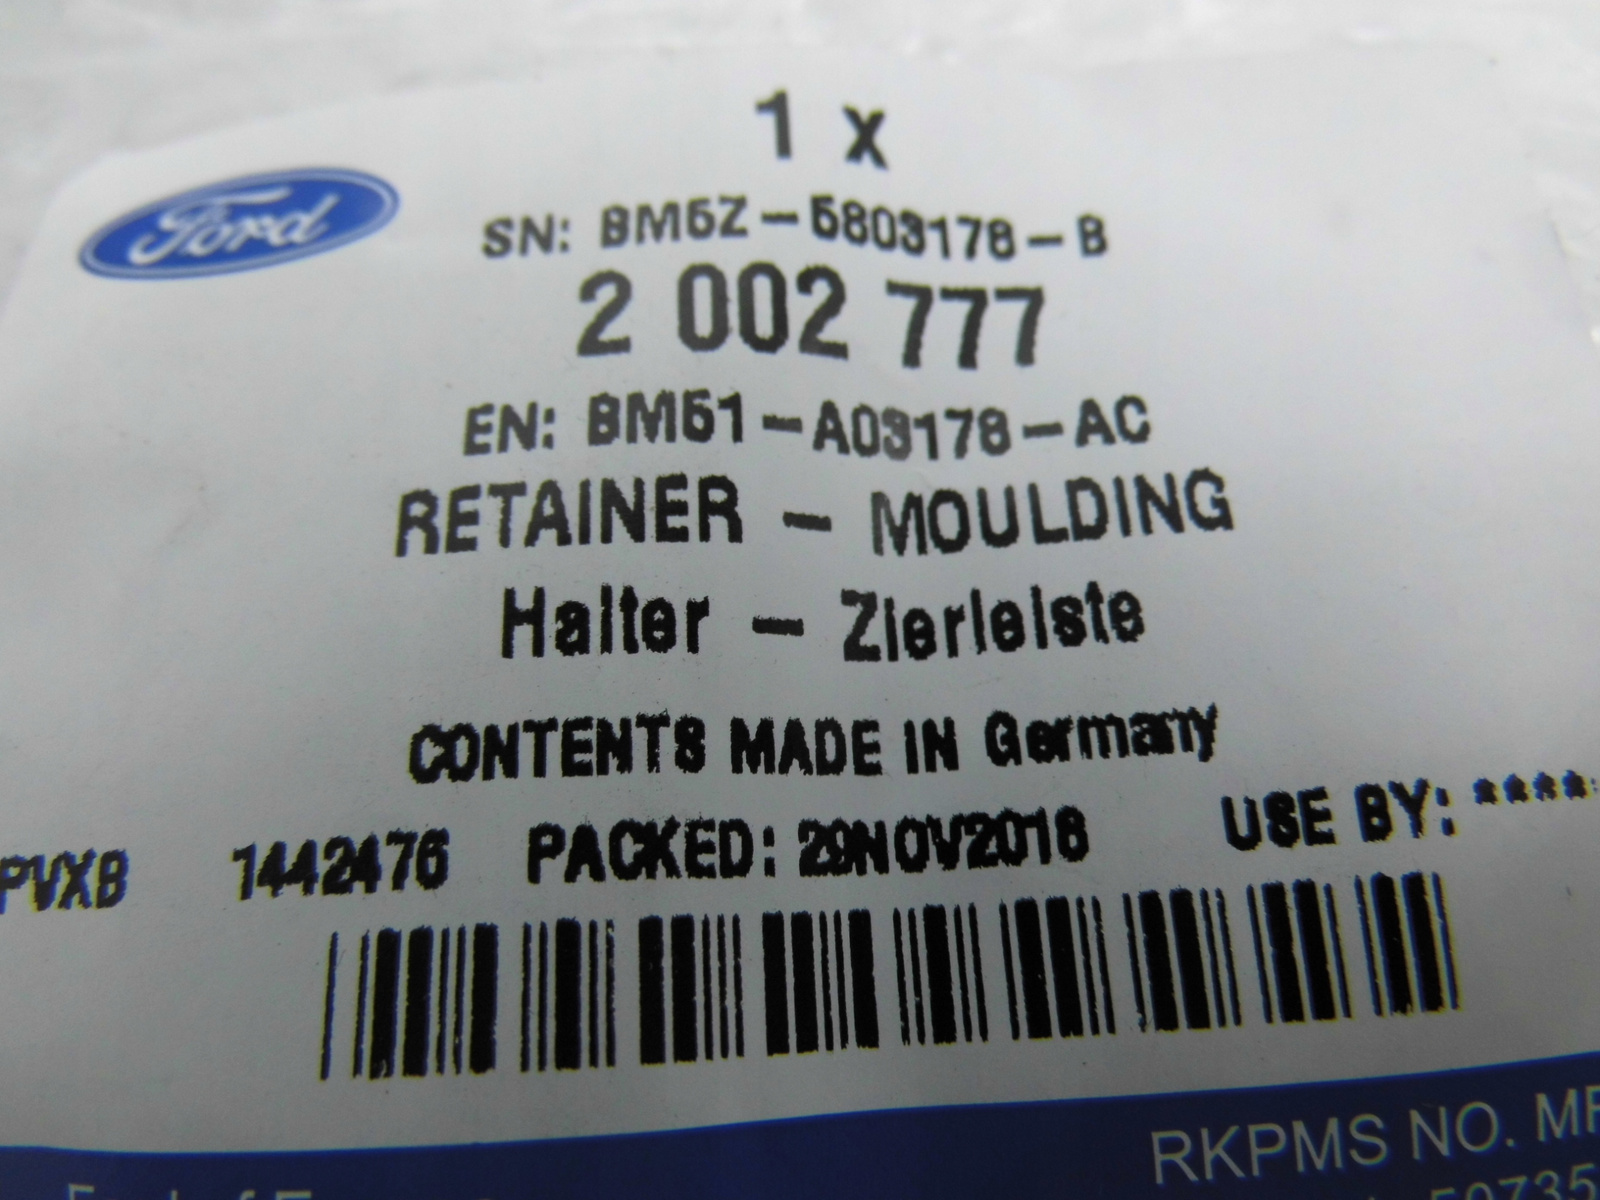 1 x
Ford
SN: BM5Z-5803178-B
2 002 777
EN: BM51-A03178-AC
RETAINER - MOULDING
Halter - Zierleiste
CONTENTS MADE IN Germany
PVXB 1442476 PACKED: 29NOV2016 USE BY: ****
RKPMS NO. MF